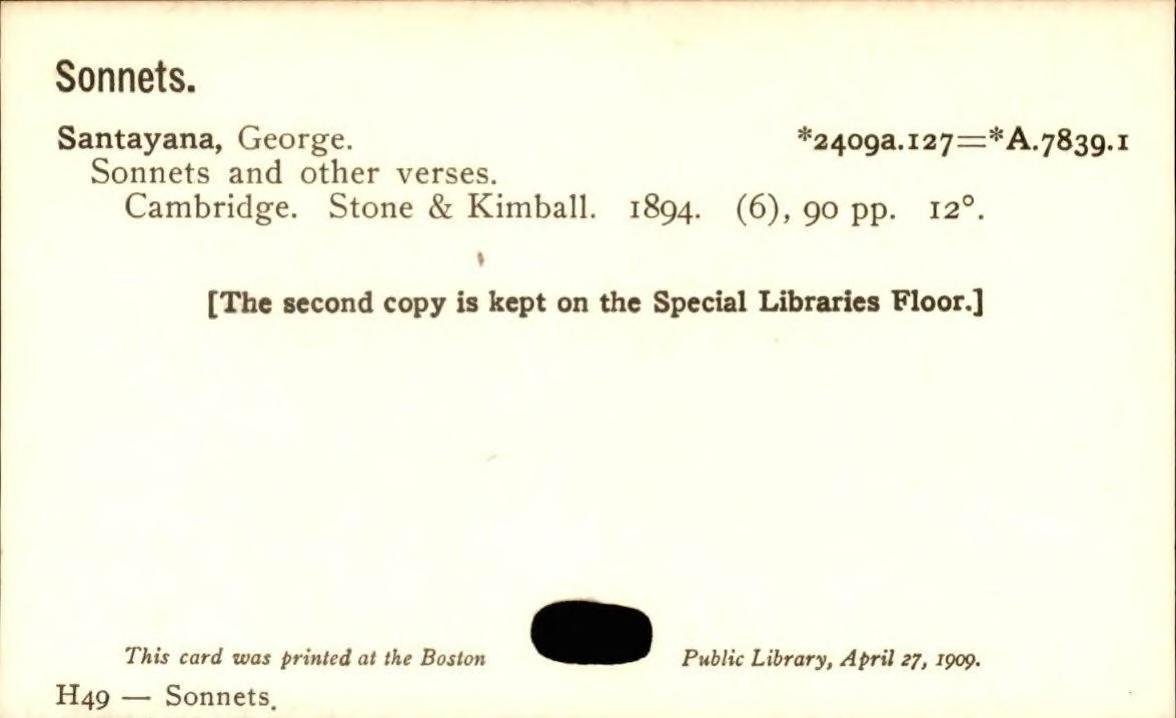 Sonnets.
Santayana, George. *2409a.127=*A.7839.1
Sonnets and other verses.
Cambridge. Stone & Kimball. 1894. (6), 90 pp. 12°.
[The second copy is kept on the Special Libraries Floor.]
This card was printed at the Boston Public Library, April 27, 1909.
H49 — Sonnets.